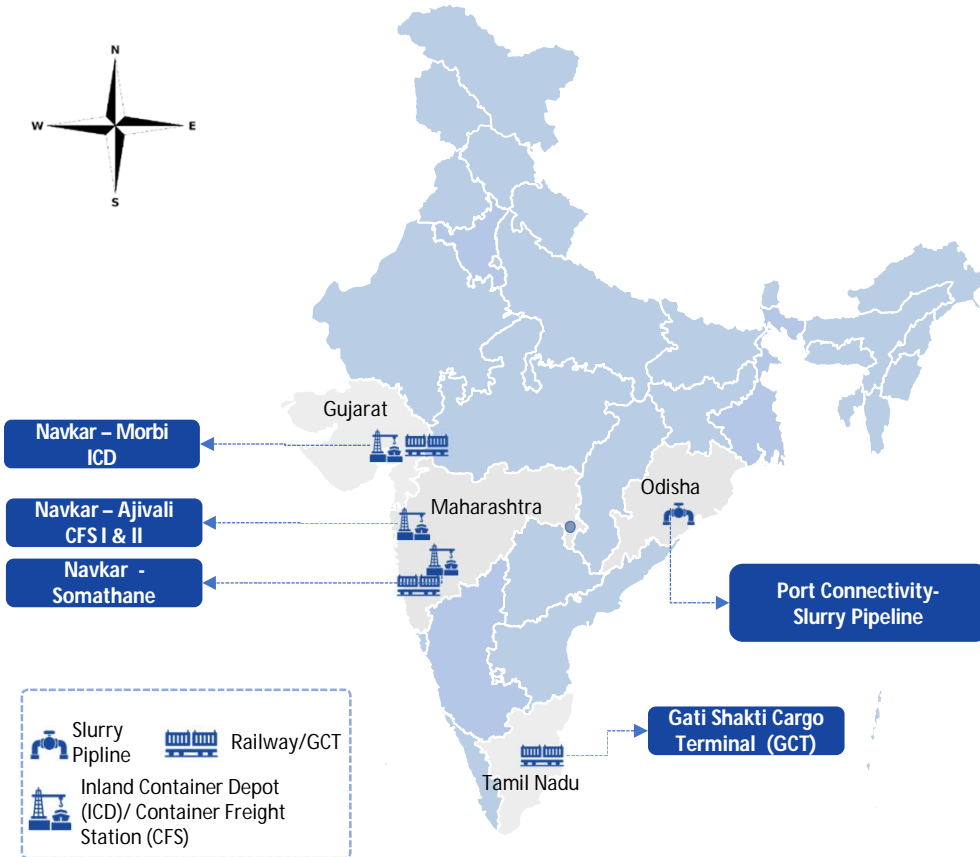 N
W
E
S
Gujarat
Navkar – Morbi
ICD
Maharashtra
Odisha
Navkar – Ajivali
CFS I & II
Navkar -
Somathane
Port Connectivity-
Slurry Pipeline
Gati Shakti Cargo
Terminal (GCT)
Tamil Nadu
Slurry
Pipline
Railway/GCT
Inland Container Depot
(ICD)/ Container Freight
Station (CFS)